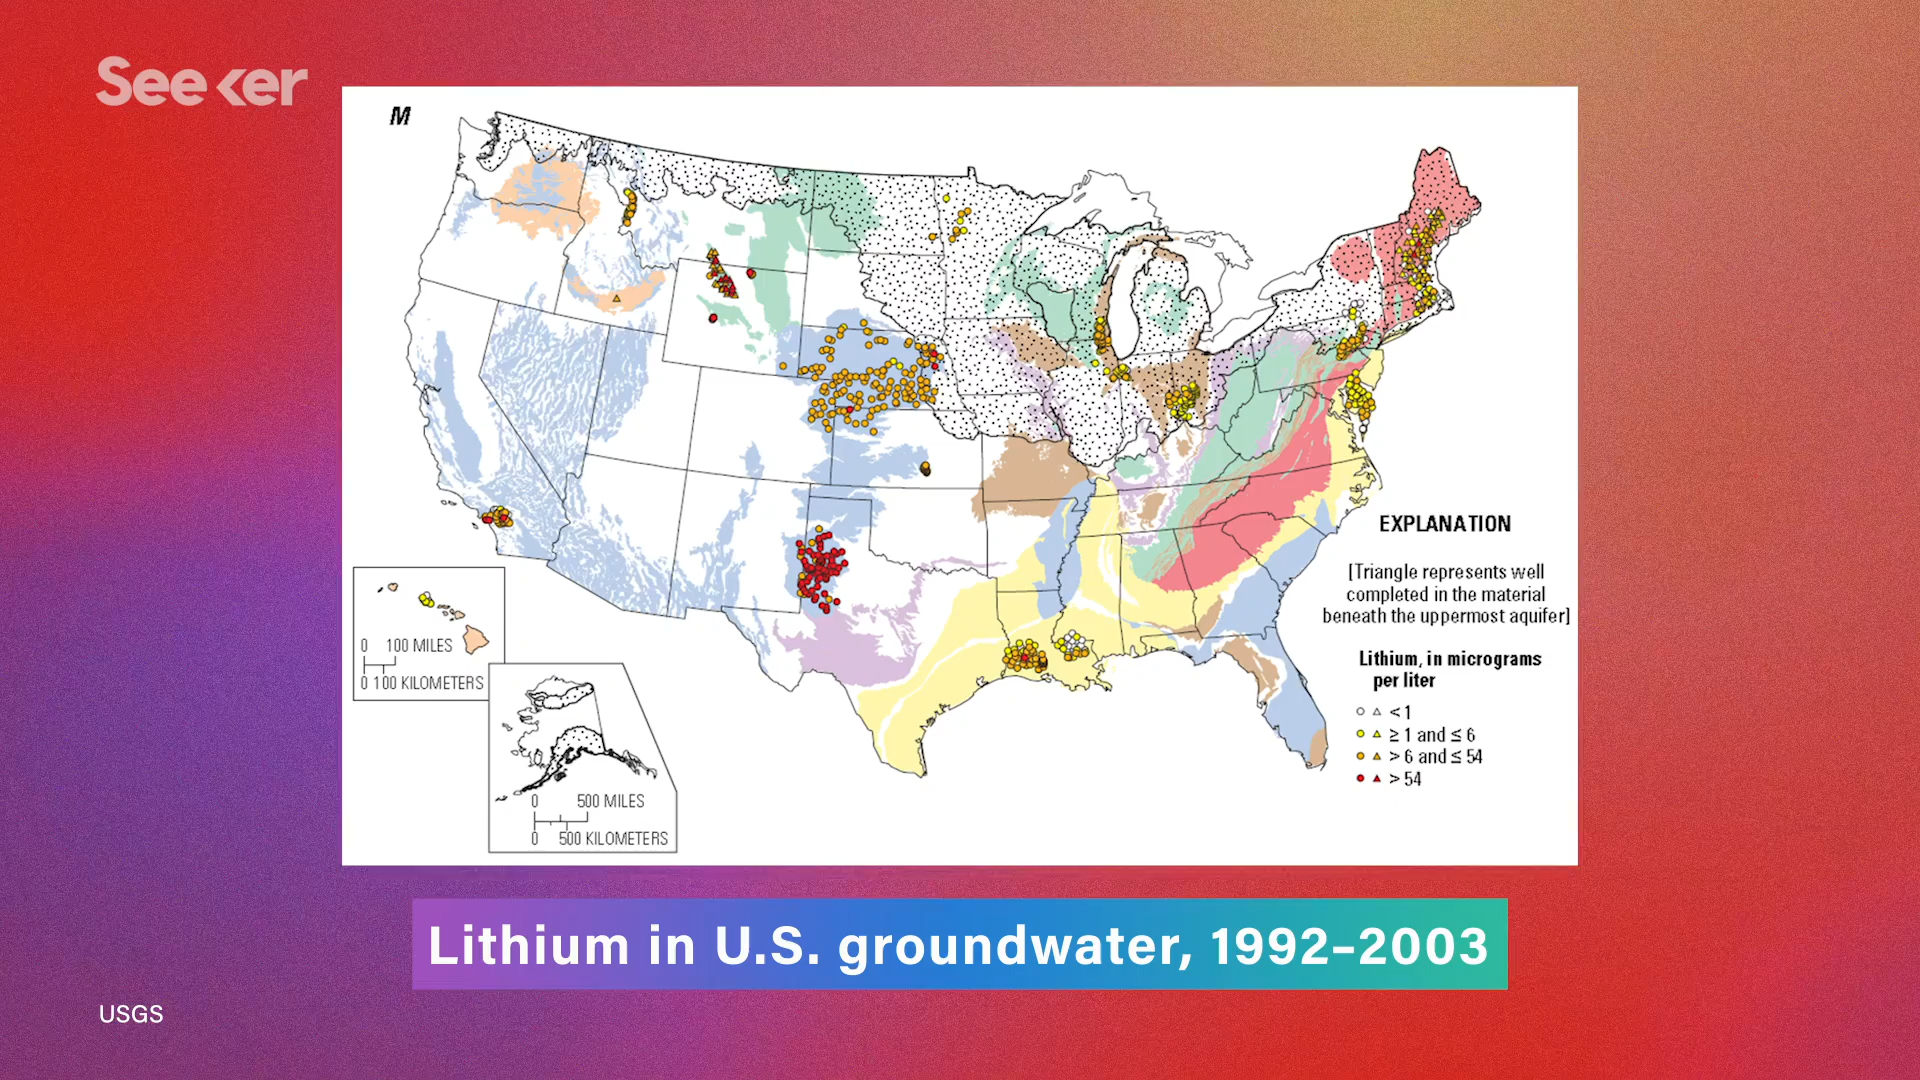 Seeker
M
EXPLANATION
[Triangle represents well
completed in the material
beneath the uppermost aquifer]
Lithium, in micrograms
per liter
< 1
≥ 1 and ≤ 6
> 6 and ≤ 54
> 54
0 100 MILES
0 100 KILOMETERS
0 500 MILES
0 500 KILOMETERS
Lithium in U.S. groundwater, 1992–2003
USGS